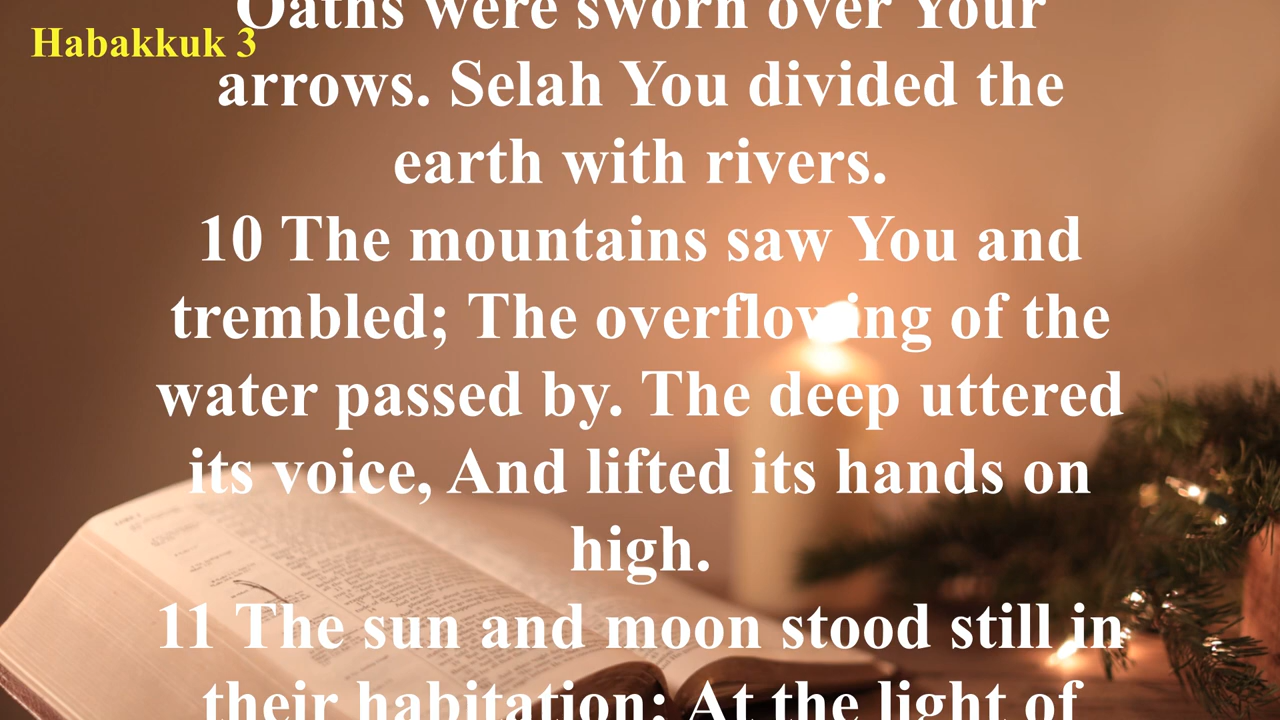 Habakkuk 3
Oaths were sworn over Your
arrows. Selah You divided the
earth with rivers.
10 The mountains saw You and
trembled; The overflowing of the
water passed by. The deep uttered
its voice, And lifted its hands on
high.
11 The sun and moon stood still in
their habitation; At the light of